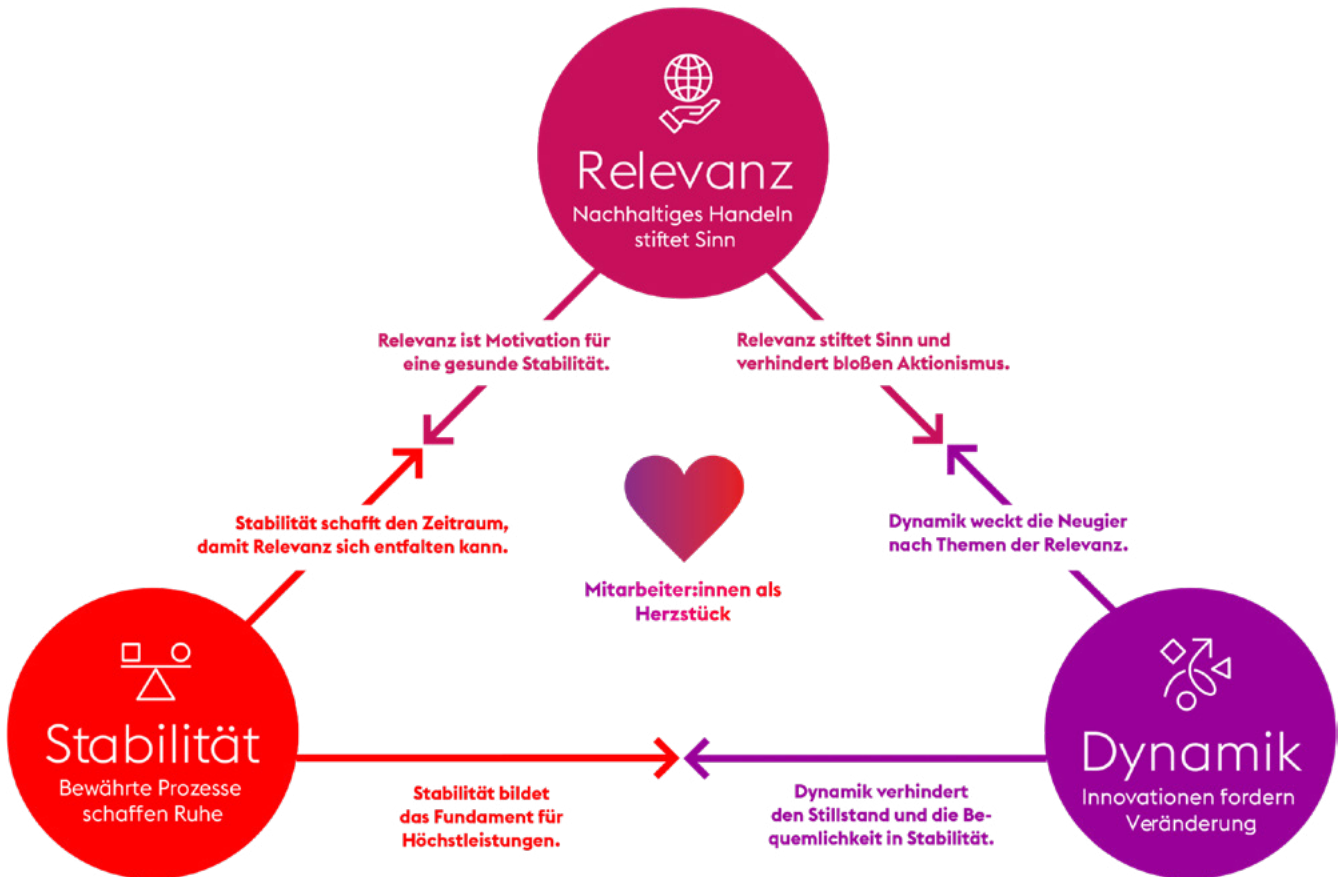 Relevanz
Nachhaltiges Handeln
stiftet Sinn
Relevanz ist Motivation für
eine gesunde Stabilität.
Relevanz stiftet Sinn und
verhindert bloßen Aktionismus.
Stabilität schafft den Zeitraum,
damit Relevanz sich entfalten kann.
Dynamik weckt die Neugier
nach Themen der Relevanz.
Mitarbeiter:innen als
Herzstück
Stabilität
Bewährte Prozesse
schaffen Ruhe
Stabilität bildet
das Fundament für
Höchstleistungen.
Dynamik verhindert
den Stillstand und die Be-
quemlichkeit in Stabilität.
Dynamik
Innovationen fordern
Veränderung